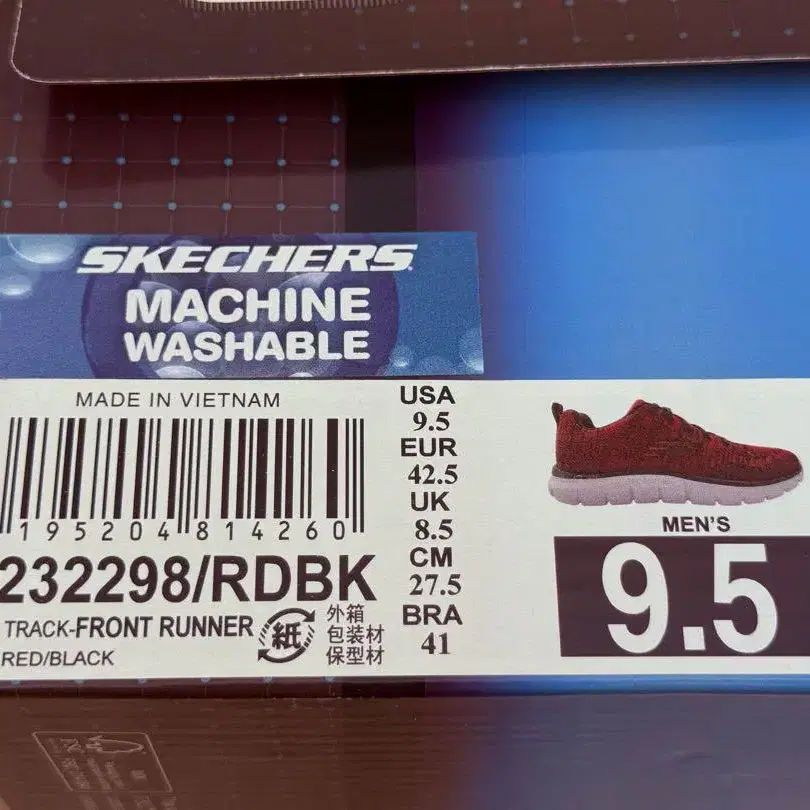 SKECHERS
MACHINE
WASHABLE
MADE IN VIETNAM
195204814260
232298/RDBK
TRACK-FRONT RUNNER
RED/BLACK
紙
外箱
包装材
保型材
USA
9.5
EUR
42.5
UK
8.5
CM
27.5
BRA
41
MEN'S
9.5